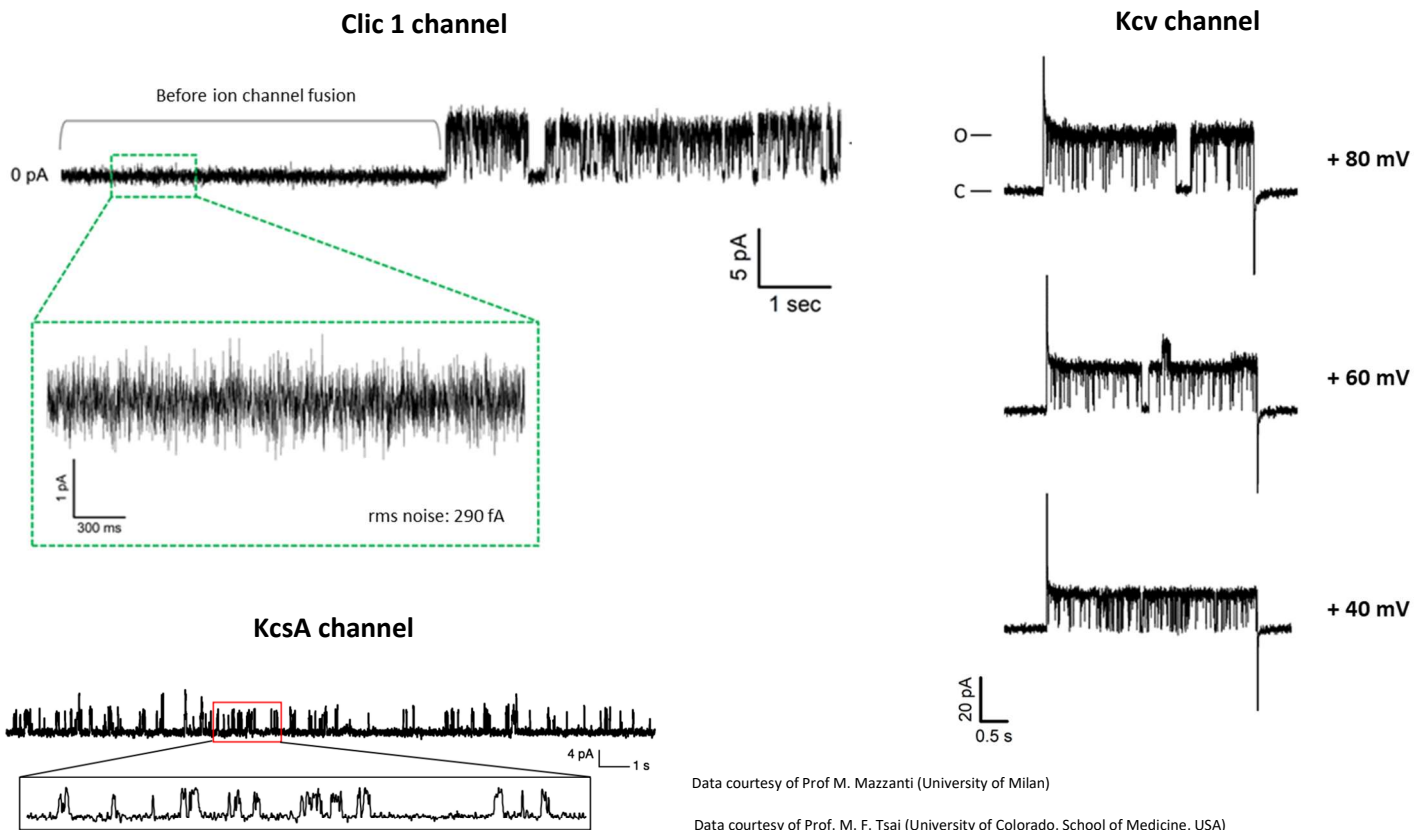 Clic 1 channel
Before ion channel fusion
0 pA
5 pA
1 sec
1 pA
300 ms
rms noise: 290 fA
KcsA channel
4 pA
1 s
Kcv channel
O
C
+ 80 mV
+ 60 mV
+ 40 mV
20 pA
0.5 s
Data courtesy of Prof M. Mazzanti (University of Milan)
Data courtesy of Prof. M. F. Tsai (University of Colorado, School of Medicine, USA)